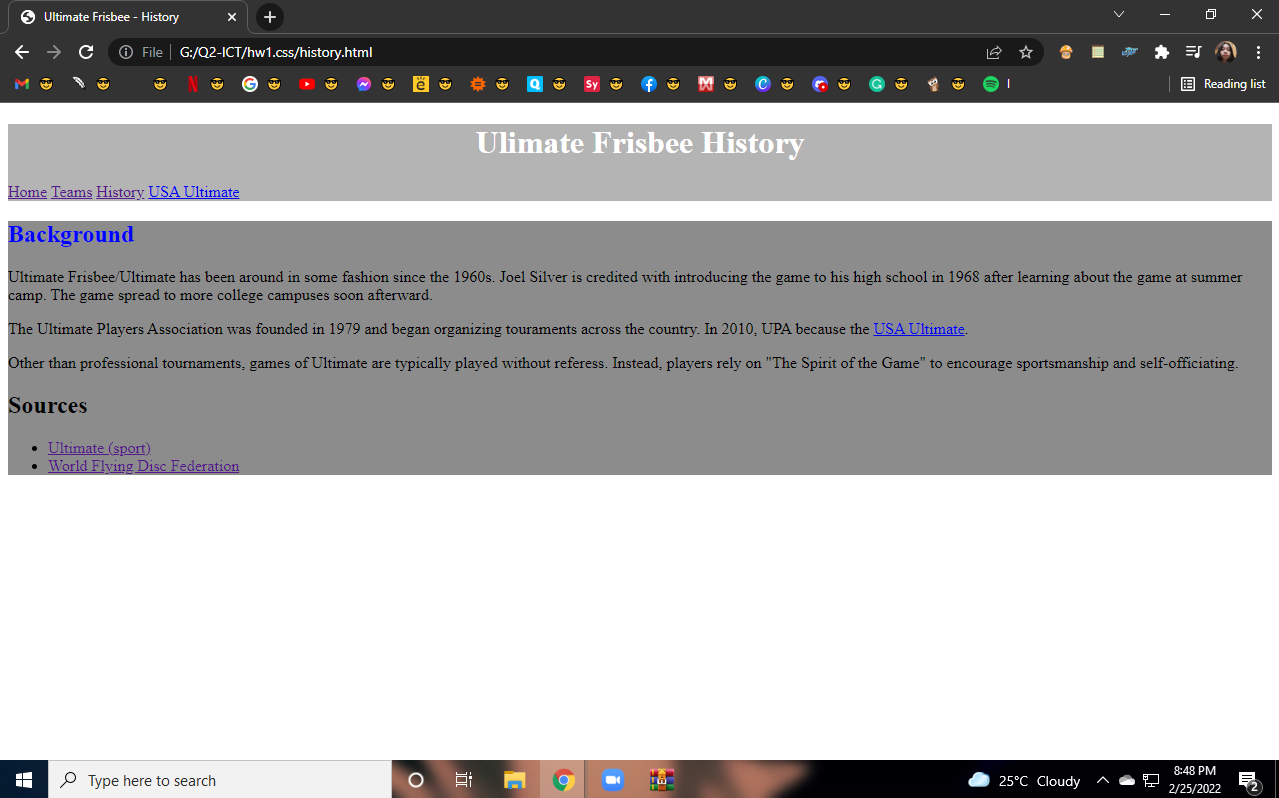 Ultimate Frisbee - History
File G:/Q2-ICT/hw1.css/history.html
Reading list
Ulimate Frisbee History
Home Teams History USA Ultimate
Background
Ultimate Frisbee/Ultimate has been around in some fashion since the 1960s. Joel Silver is credited with introducing the game to his high school in 1968 after learning about the game at summer
camp. The game spread to more college campuses soon afterward.
The Ultimate Players Association was founded in 1979 and began organizing touraments across the country. In 2010, UPA because the USA Ultimate.
Other than professional tournaments, games of Ultimate are typically played without referess. Instead, players rely on "The Spirit of the Game" to encourage sportsmanship and self-officiating.
Sources
Ultimate (sport)
World Flying Disc Federation
Type here to search
25°C Cloudy
8:48 PM
2/25/2022
2